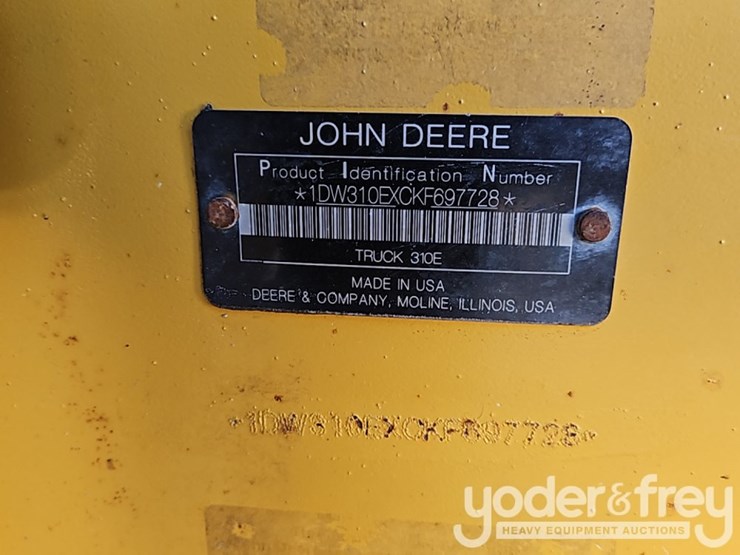 JOHN DEERE
Product Identification Number
*1DW310EXCKF697728*
TRUCK 310E
MADE IN USA
DEERE & COMPANY, MOLINE, ILLINOIS, USA
*1DW310EXCKF697728*
yoder&frey
HEAVY EQUIPMENT AUCTIONS